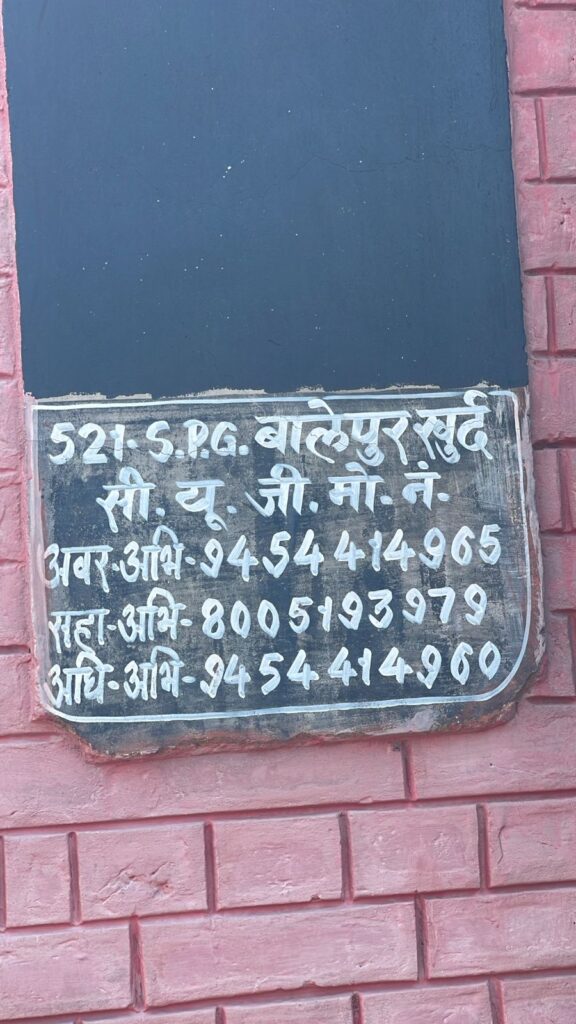 521. S.P.G. बालेपुर खुर्द
सी. यू. जी. मो. नं.
अवर-अभि-9454414965
सहा-अभि-8005193979
अधि-अभि-9454414960